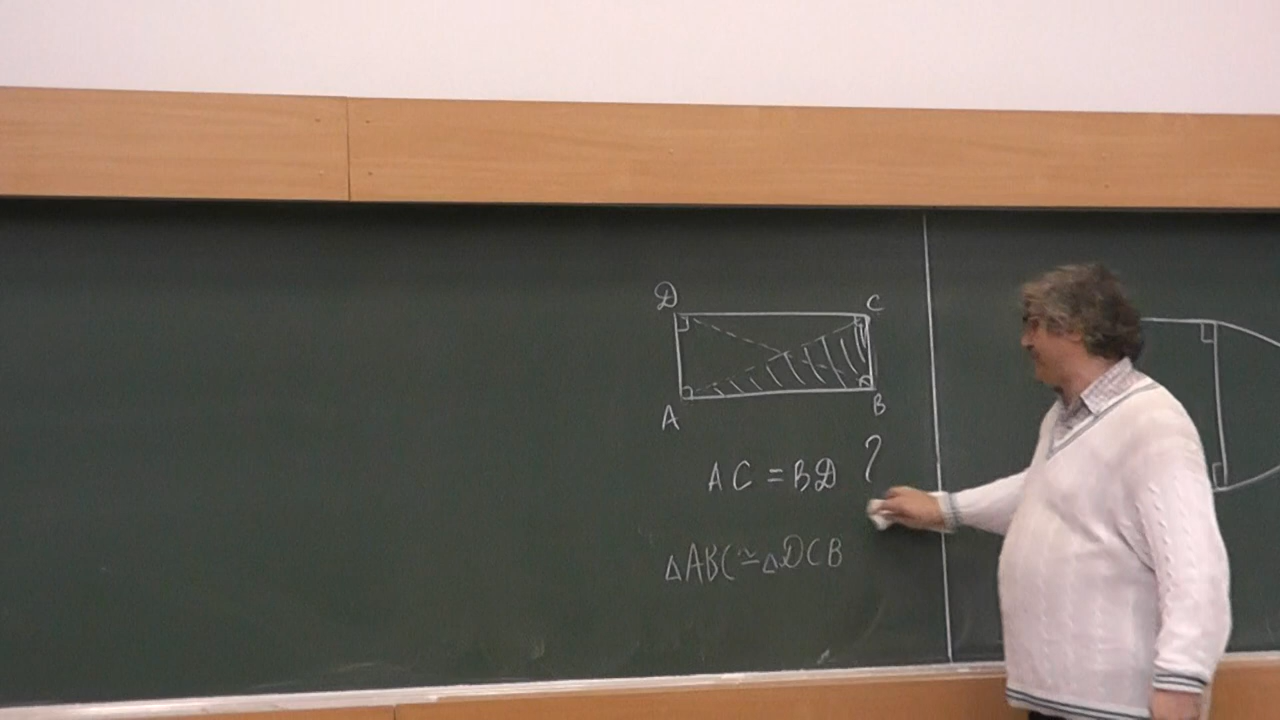 D C
A B
AC = BD ?
△ABC ≃ △DCB